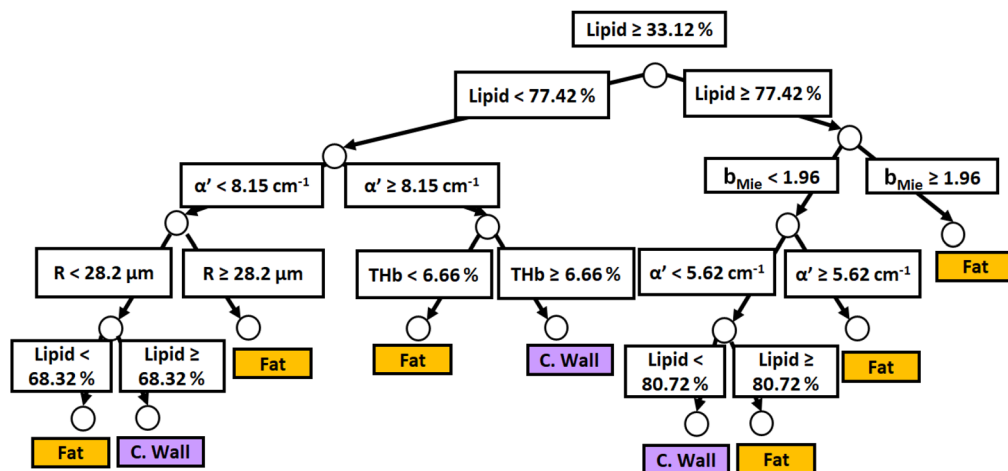 Lipid ≥ 33.12 %
Lipid < 77.42 %
Lipid ≥ 77.42 %
α’ < 8.15 cm⁻¹
α’ ≥ 8.15 cm⁻¹
bMie < 1.96
bMie ≥ 1.96
R < 28.2 μm
R ≥ 28.2 μm
THb < 6.66 %
THb ≥ 6.66 %
α’ < 5.62 cm⁻¹
α’ ≥ 5.62 cm⁻¹
Fat
Lipid <
68.32 %
Lipid ≥
68.32 %
Fat
Fat
C. Wall
Lipid <
80.72 %
Lipid ≥
80.72 %
Fat
Fat
C. Wall
C. Wall
Fat